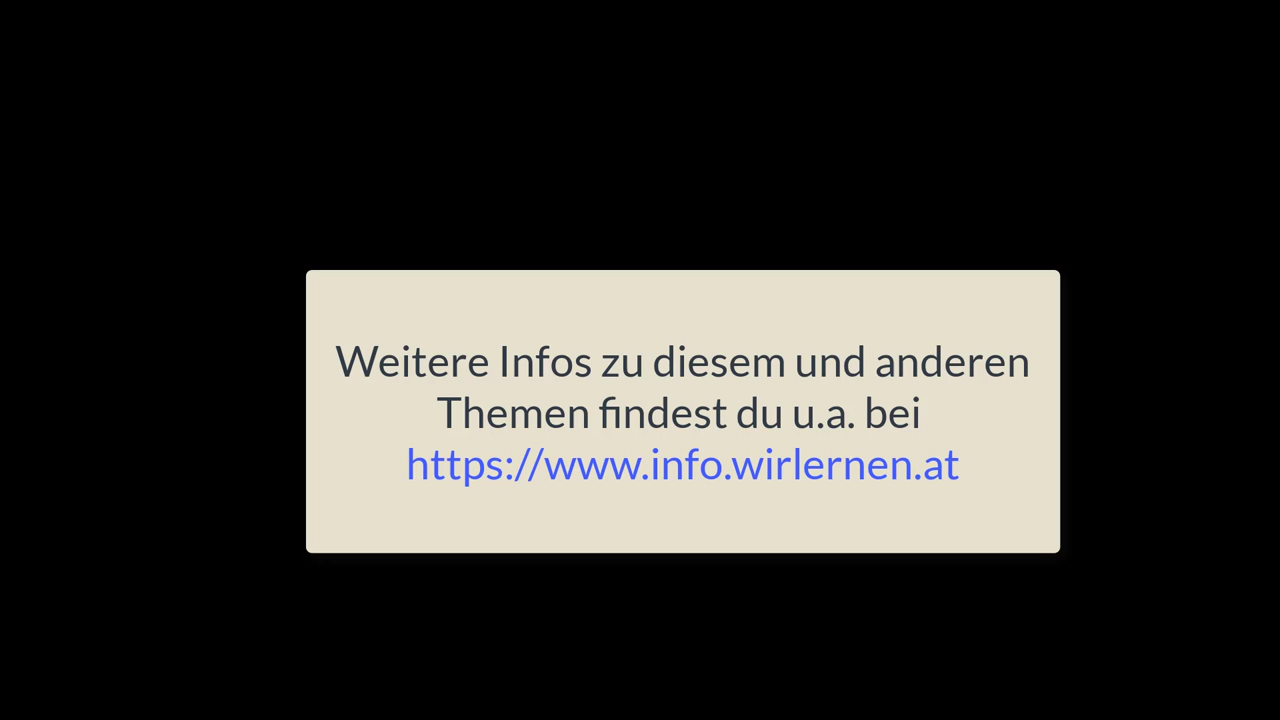 Weitere Infos zu diesem und anderen
Themen findest du u.a. bei
https://www.info.wirlernen.at